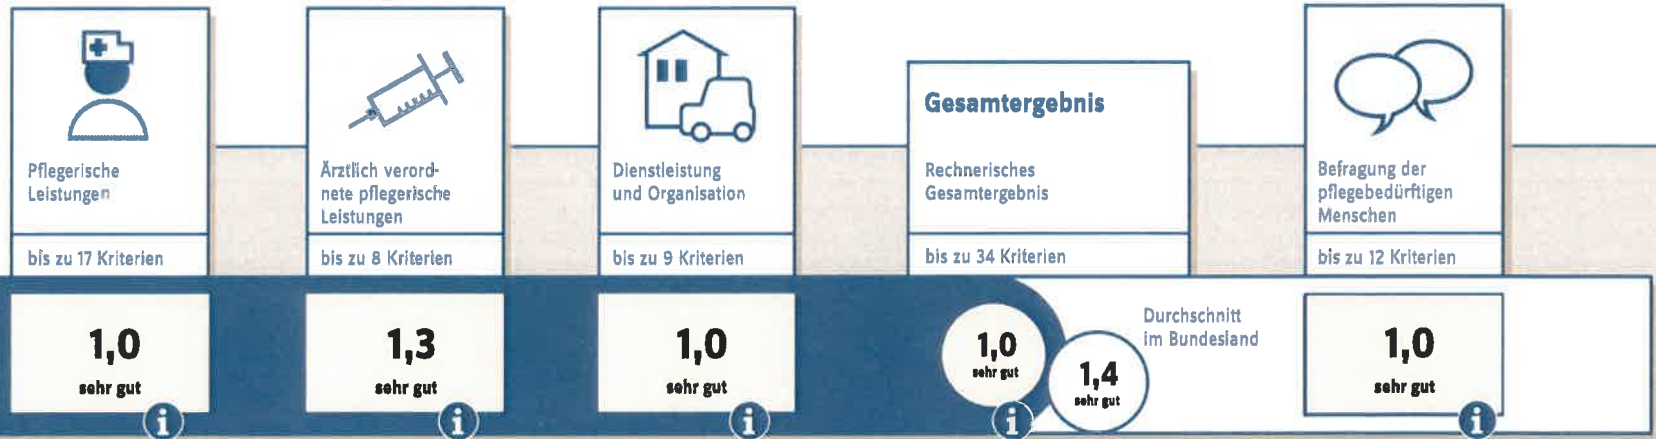 Pflegerische
Leistungen
bis zu 17 Kriterien
1,0
sehr gut
i
Ärztlich verord-
nete pflegerische
Leistungen
bis zu 8 Kriterien
1,3
sehr gut
i
Dienstleistung
und Organisation
bis zu 9 Kriterien
1,0
sehr gut
i
Gesamtergebnis
Rechnerisches
Gesamtergebnis
bis zu 34 Kriterien
1,0
sehr gut
i
1,4
sehr gut
Durchschnitt
im Bundesland
Befragung der
pflegebedürftigen
Menschen
bis zu 12 Kriterien
1,0
sehr gut
i